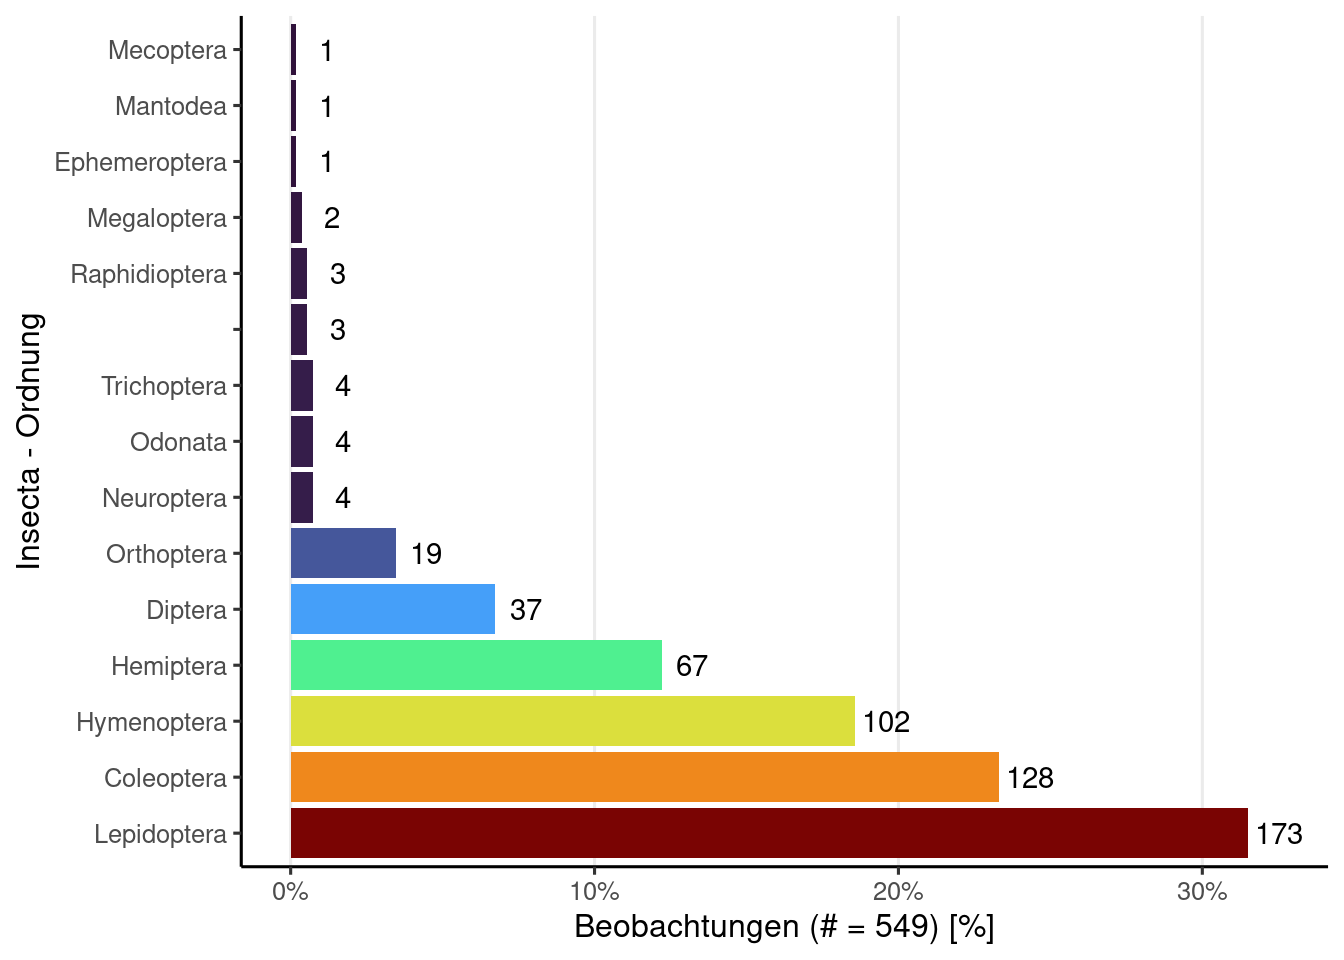 Insecta - Ordnung
Mecoptera 1
Mantodea 1
Ephemeroptera 1
Megaloptera 2
Raphidioptera 3
3
Trichoptera 4
Odonata 4
Neuroptera 4
Orthoptera 19
Diptera 37
Hemiptera 67
Hymenoptera 102
Coleoptera 128
Lepidoptera 173
0% 10% 20% 30%
Beobachtungen (# = 549) [%]